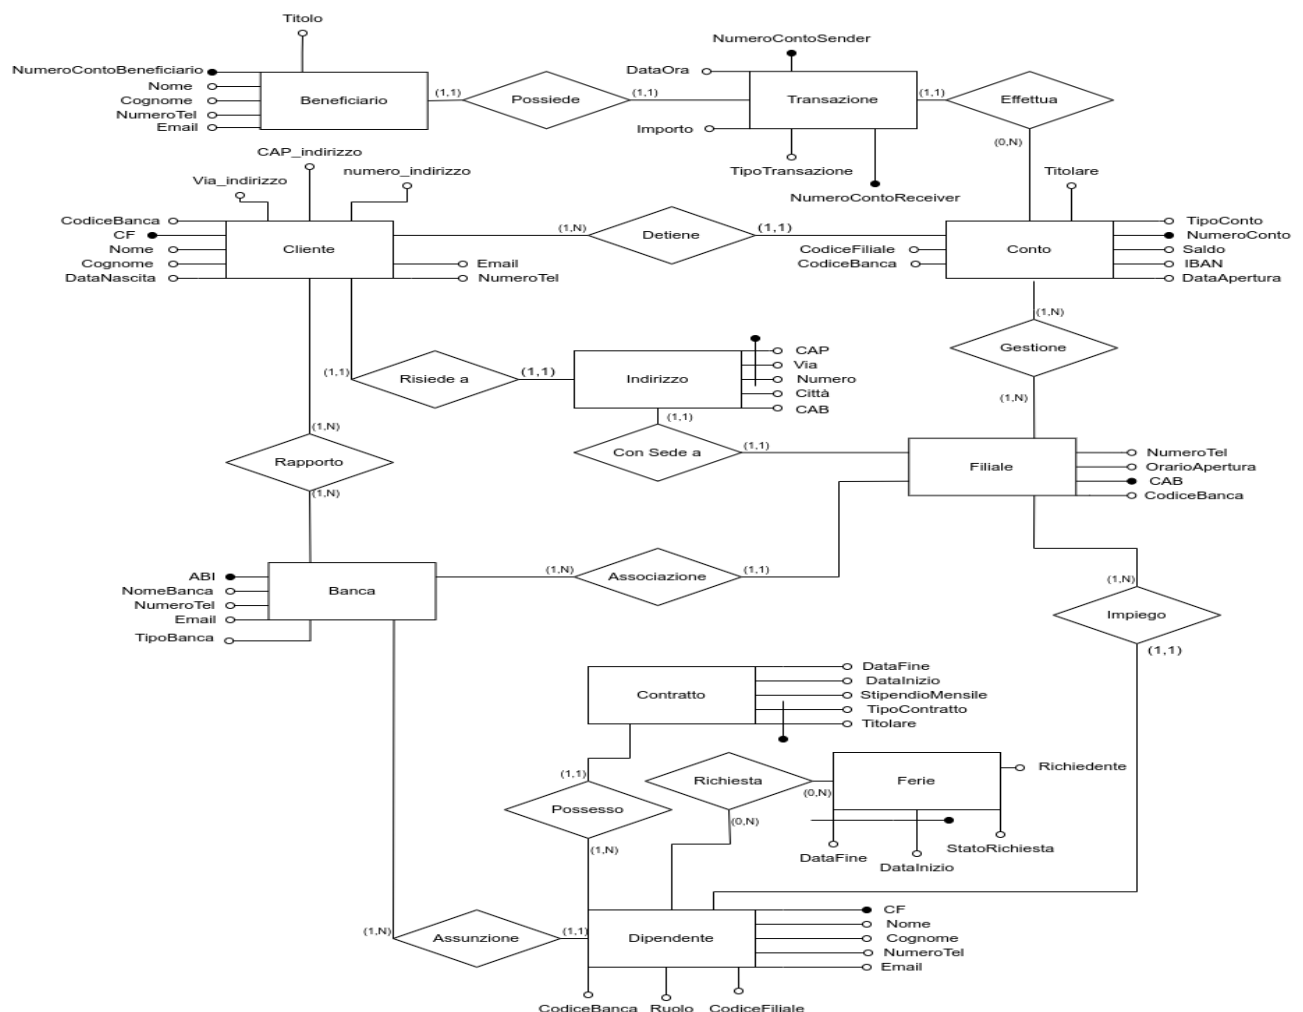 Titolo
NumeroContoSender
NumeroContoBeneficiario
DataOra
Nome
Cognome
NumeroTel
Email
Beneficiario
(1,1)
Possiede
(1,1)
Transazione
(1,1)
Effettua
Importo
(0,N)
TipoTransazione
NumeroContoReceiver
CAP_indirizzo
Via_indirizzo
numero_indirizzo
Titolare
CodiceBanca
CF
Nome
Cognome
DataNascita
Cliente
Email
NumeroTel
(1,N)
Detiene
(1,1)
CodiceFiliale
CodiceBanca
Conto
TipoConto
NumeroConto
Saldo
IBAN
DataApertura
(1,N)
Gestione
(1,N)
(1,1)
Risiede a
(1,1)
Indirizzo
CAP
Via
Numero
Città
CAB
(1,1)
Con Sede a
(1,1)
Filiale
NumeroTel
OrarioApertura
CAB
CodiceBanca
(1,N)
Rapporto
(1,N)
ABI
NomeBanca
NumeroTel
Email
TipoBanca
Banca
(1,N)
Associazione
(1,1)
(1,N)
Impiego
(1,1)
Contratto
DataFine
DataInizio
StipendioMensile
TipoContratto
Titolare
(1,1)
Possesso
(1,N)
Richiesta
(0,N)
(0,N)
Ferie
Richiedente
StatoRichiesta
DataFine
DataInizio
(1,N)
Assunzione
(1,1)
Dipendente
CF
Nome
Cognome
NumeroTel
Email
CodiceBanca
Ruolo
CodiceFiliale